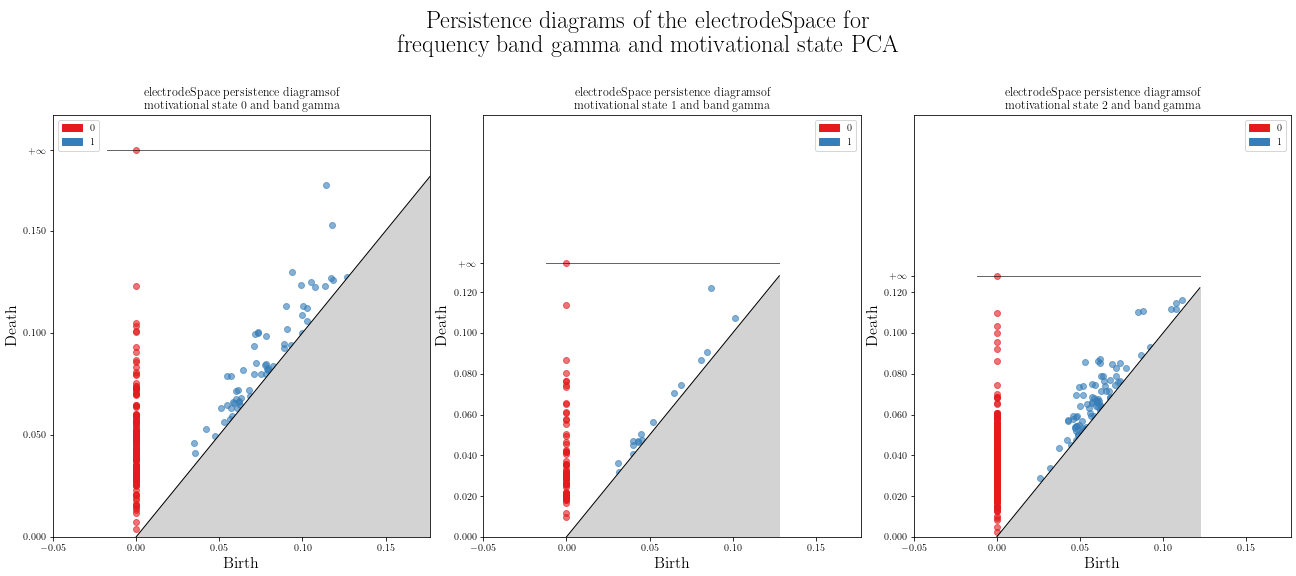 Persistence diagrams of the electrodeSpace for
frequency band gamma and motivational state PCA
electrodeSpace persistence diagramsof
motivational state 0 and band gamma
0
1
+∞
0.150
0.100
0.050
0.000
Death
−0.05 0.00 0.05 0.10 0.15
Birth
electrodeSpace persistence diagramsof
motivational state 1 and band gamma
0
1
+∞
0.120
0.100
0.080
0.060
0.040
0.020
0.000
Death
−0.05 0.00 0.05 0.10 0.15
Birth
electrodeSpace persistence diagramsof
motivational state 2 and band gamma
0
1
+∞
0.120
0.100
0.080
0.060
0.040
0.020
0.000
Death
−0.05 0.00 0.05 0.10 0.15
Birth